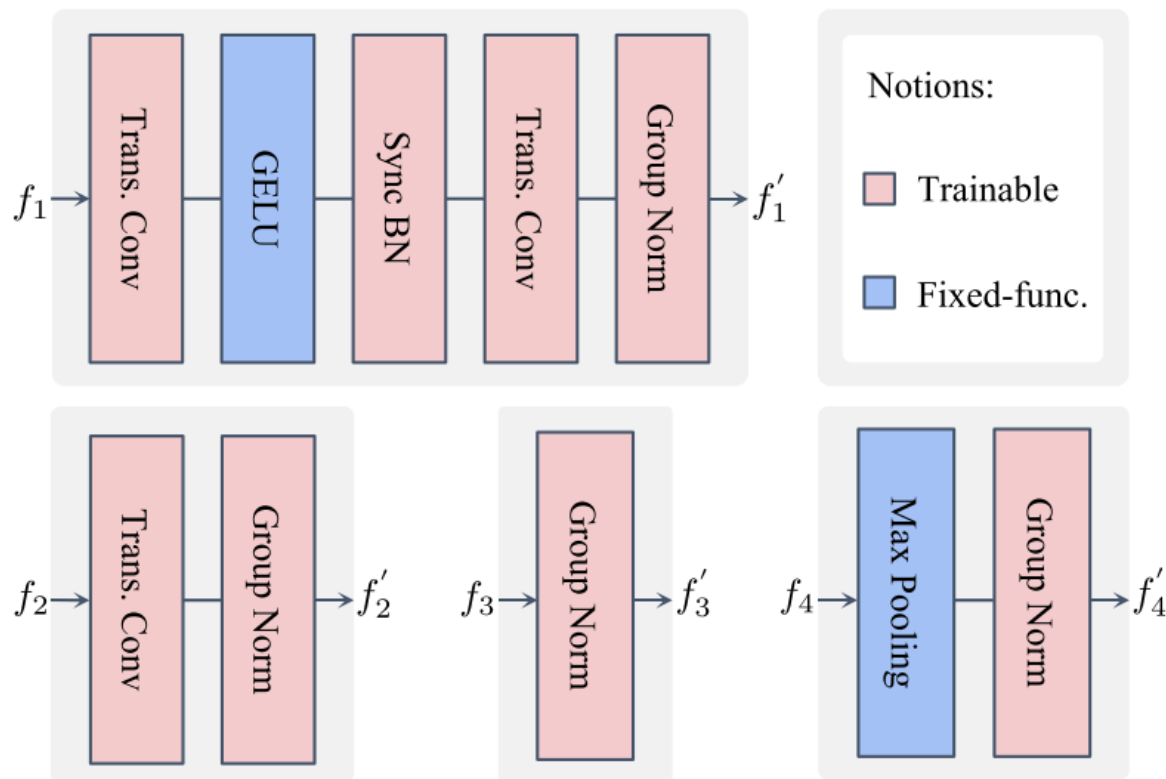 f₁
Trans. Conv
GELU
Sync BN
Trans. Conv
Group Norm
f₁′
Notions:
Trainable
Fixed-func.
f₂
Trans. Conv
Group Norm
f₂′
f₃
Group Norm
f₃′
f₄
Max Pooling
Group Norm
f₄′